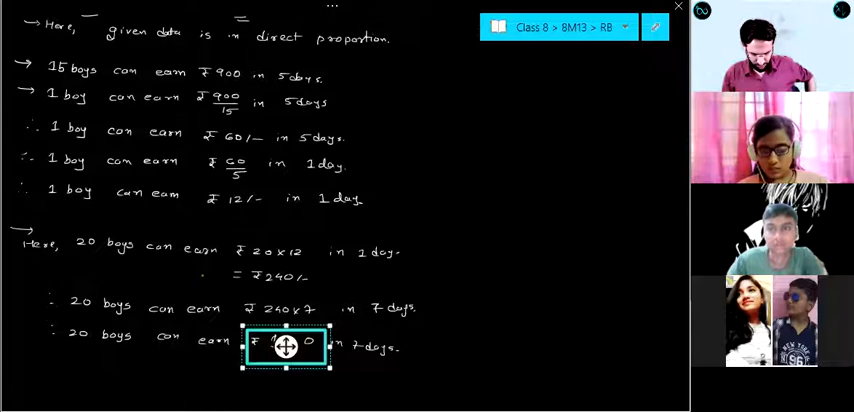 → Here, given data is in direct proportion.
Class 8 > 8M13 > RB
→ 15 boys can earn ₹ 900 in 5 days.
→ 1 boy can earn ₹ 900/15 in 5 days
∴ 1 boy can earn ₹ 60/- in 5 days.
∴ 1 boy can earn ₹ 60/5 in 1 day.
∴ 1 boy can earn ₹ 12/- in 1 day
→ Here, 20 boys can earn ₹ 20 x 12 in 1 day.
= ₹ 240/-
∴ 20 boys can earn ₹ 240 x 7 in 7 days.
∴ 20 boys can earn ₹ 0 in 7 days.
96